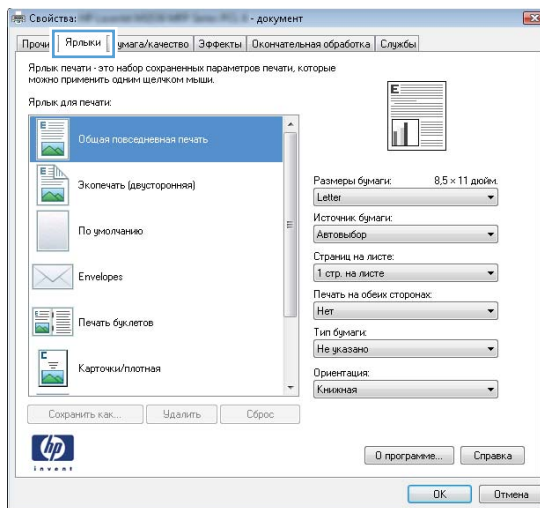 Свойства: - документ
Прочи Ярлыки умага/качество Эффекты Окончательная обработка Службы
Ярлык печати - это набор сохраненных параметров печати, которые
можно применить одним щелчком мыши.
Ярлык для печати:
E
Общая повседневная печать
Экопечать (двусторонняя)
По умолчанию
Envelopes
Печать буклетов
Карточки/плотная
Сохранить как... Удалить Сброс
E
Размеры бумаги: 8,5 × 11 дюйм.
Letter
Источник бумаги:
Автовыбор
Страниц на листе:
1 стр. на листе
Печать на обеих сторонах:
Нет
Тип бумаги:
Не указано
Ориентация:
Книжная
hp
invent
О программе... Справка
OK Отмена